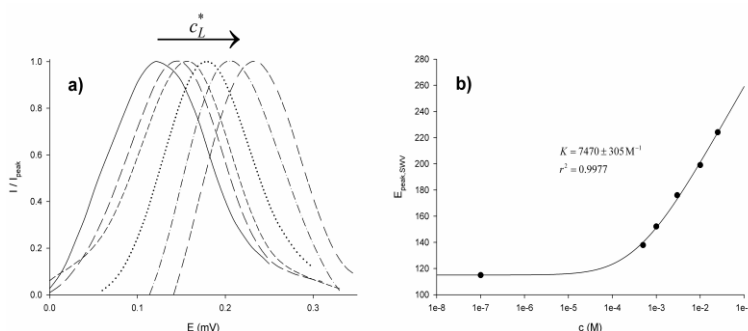 c*L
a)
I / Ipeak
1.0
0.8
0.6
0.4
0.2
0.0
0.0
0.1
0.2
0.3
E (mV)
b)
Epeak,SWV
280
260
240
220
200
180
160
140
120
100
K = 7470 ± 305 M⁻¹
r² = 0.9977
1e-8
1e-7
1e-6
1e-5
1e-4
1e-3
1e-2
c (M)